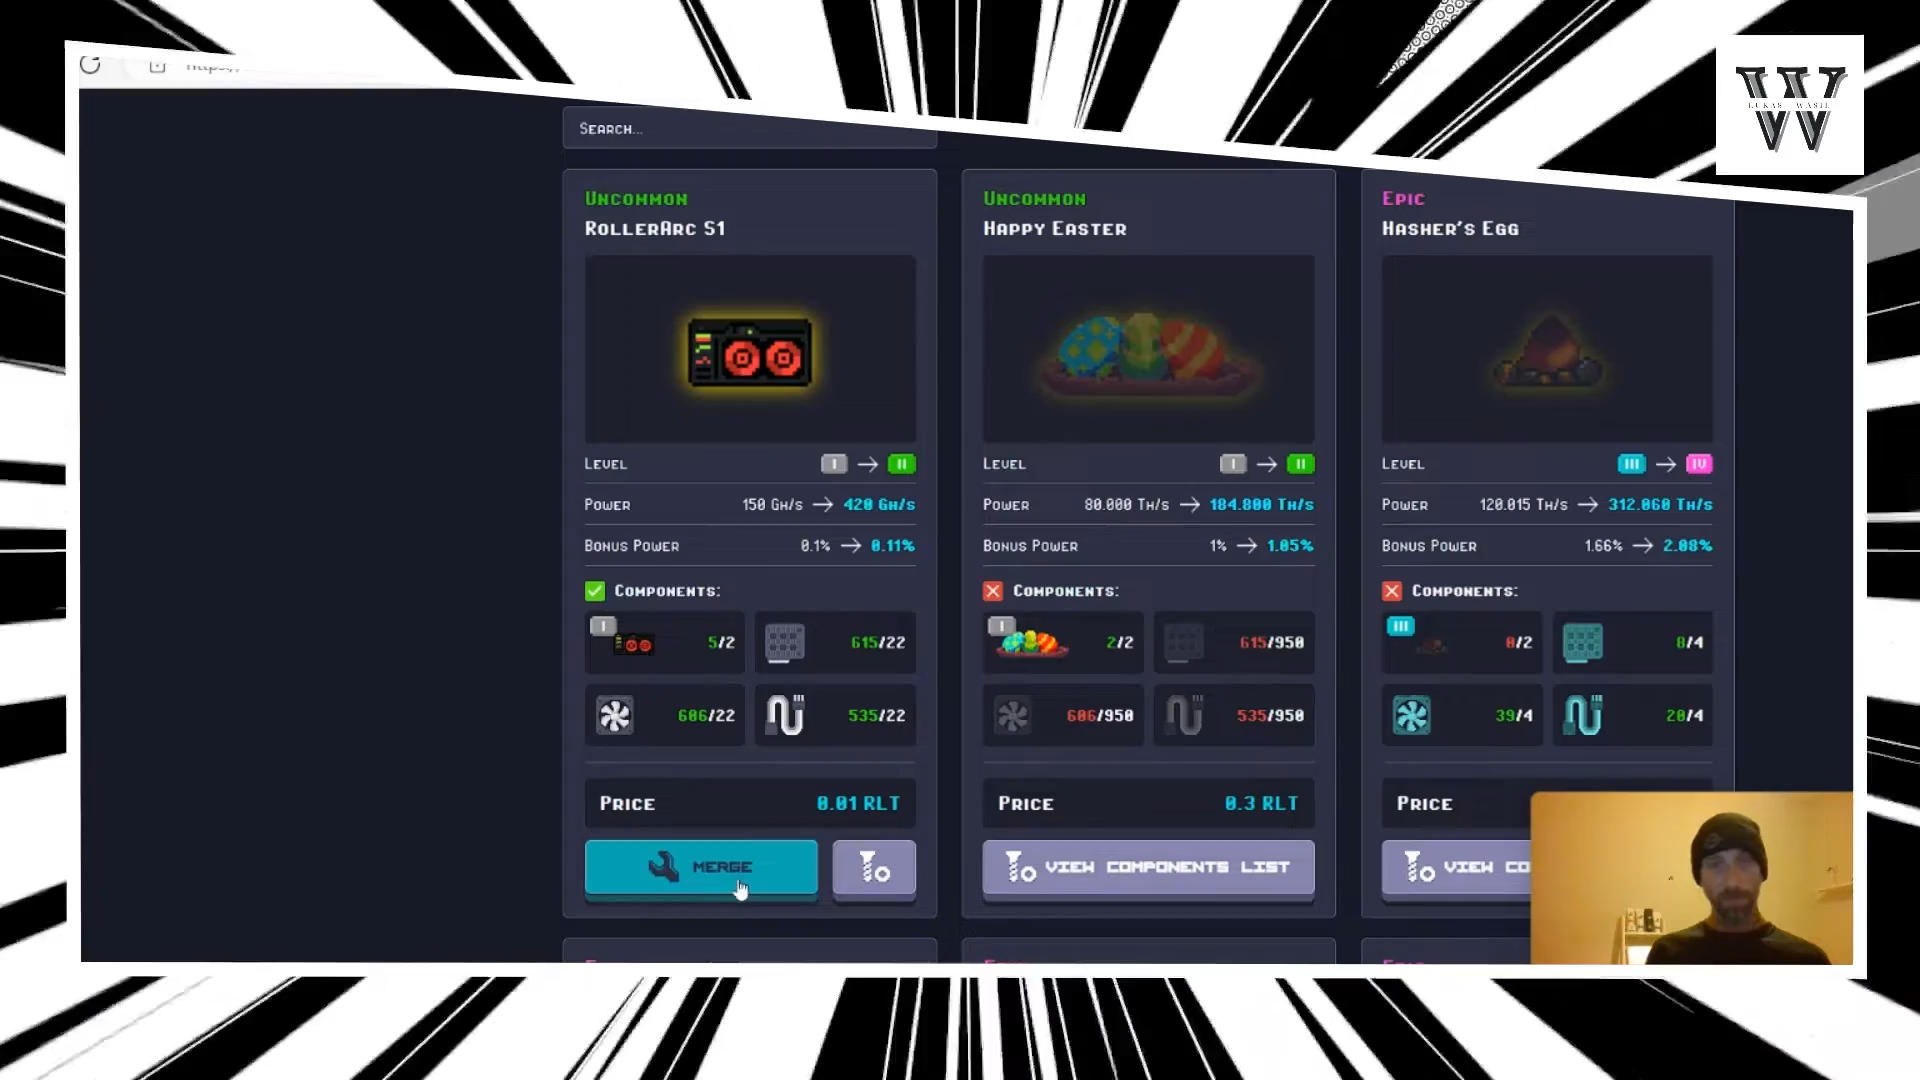 LUKAS WASIL
Search...
Uncommon
RollerArc S1
Level I → II
Power 150 Gh/s → 420 Gh/s
Bonus Power 0.1% → 0.11%
Components:
I 5/2 615/22
606/22 535/22
Price 0.01 RLT
MERGE
Uncommon
Happy Easter
Level I → II
Power 80.000 Th/s → 184.800 Th/s
Bonus Power 1% → 1.05%
Components:
I 2/2 615/950
606/950 535/950
Price 0.3 RLT
VIEW COMPONENTS LIST
Epic
Hasher's Egg
Level III → IV
Power 120.015 Th/s → 312.060 Th/s
Bonus Power 1.66% → 2.08%
Components:
III 0/2 8/4
39/4 20/4
Price
VIEW CO